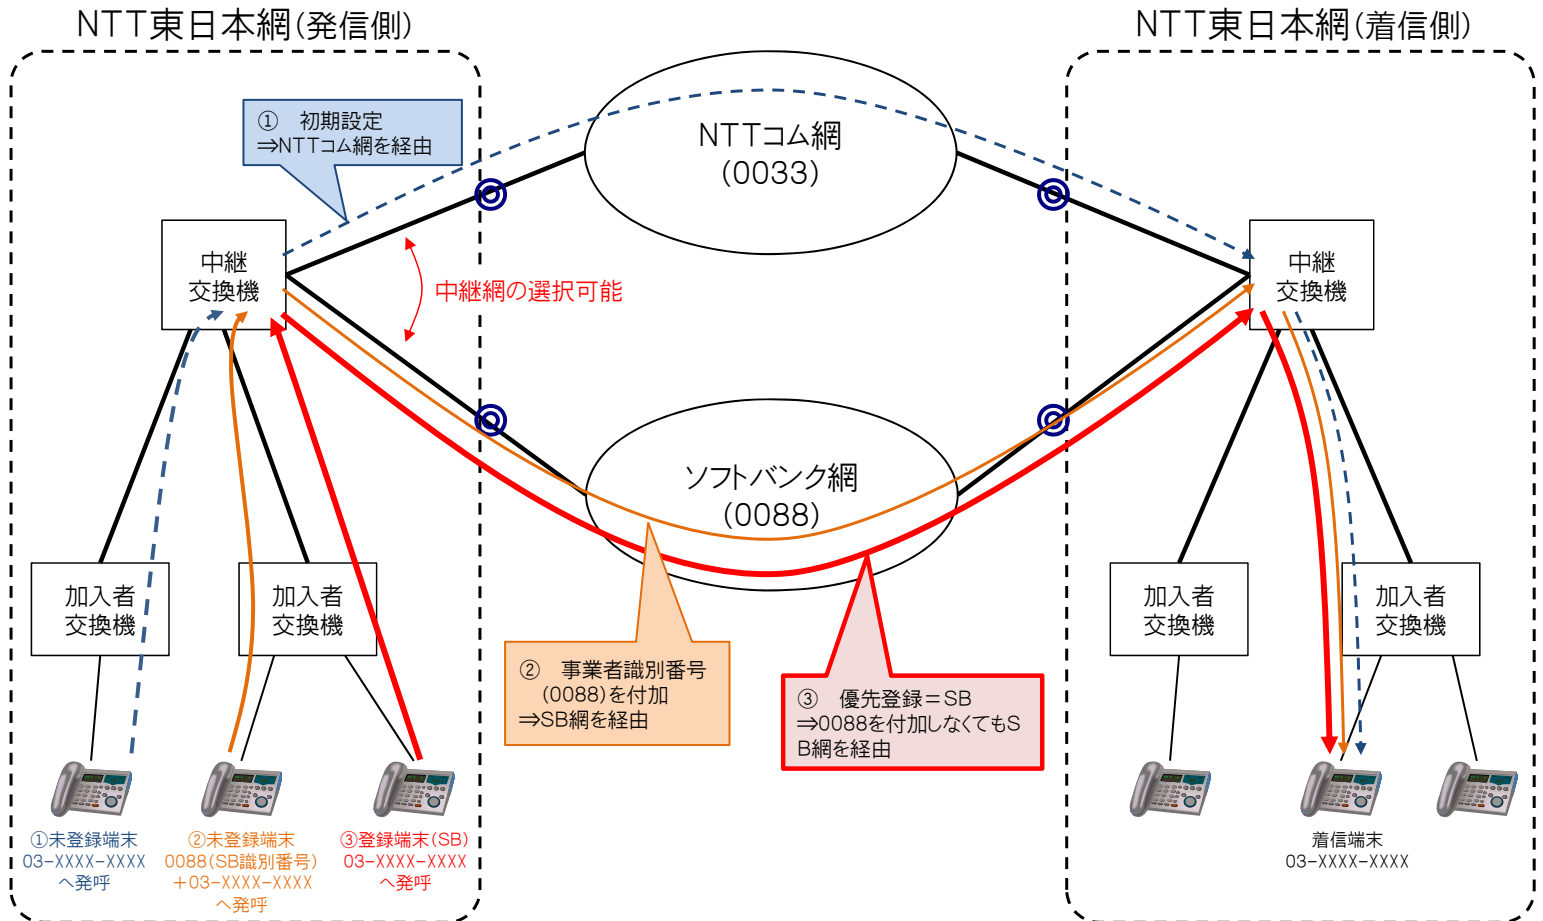 NTT東日本網(発信側)
NTT東日本網(着信側)
① 初期設定
⇒NTTコム網を経由
NTTコム網
(0033)
中継
交換機
中継網の選択可能
中継
交換機
ソフトバンク網
(0088)
加入者
交換機
加入者
交換機
加入者
交換機
加入者
交換機
② 事業者識別番号
(0088)を付加
⇒SB網を経由
③ 優先登録=SB
⇒0088を付加しなくてもS
B網を経由
①未登録端末
03-XXXX-XXXX
へ発呼
②未登録端末
0088(SB識別番号)
+03-XXXX-XXXX
へ発呼
③登録端末(SB)
03-XXXX-XXXX
へ発呼
着信端末
03-XXXX-XXXX